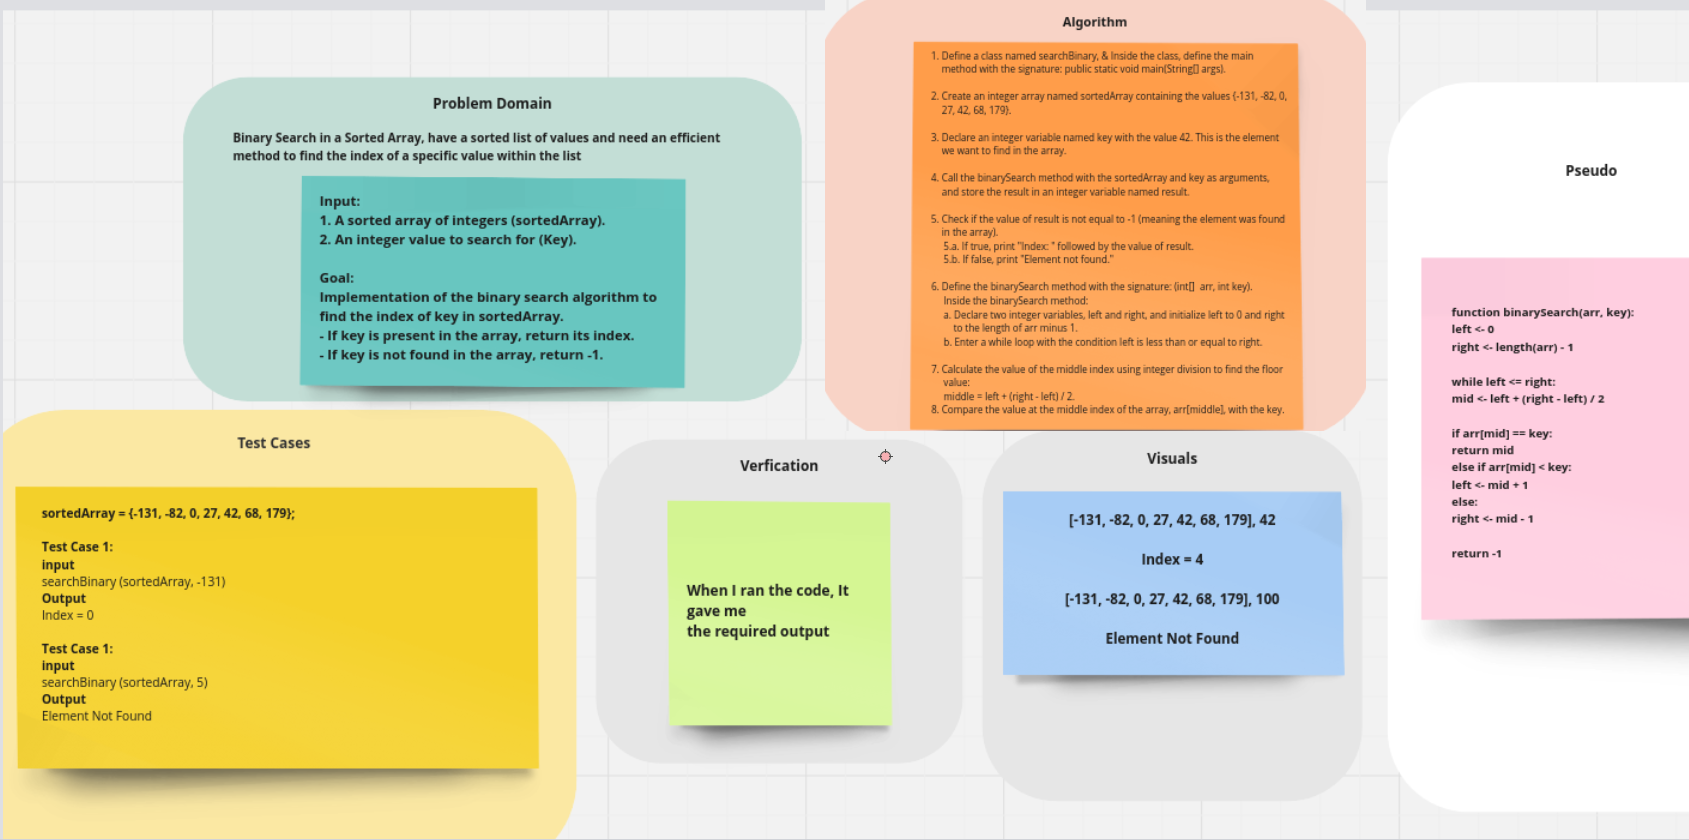 Problem Domain
Binary Search in a Sorted Array, have a sorted list of values and need an efficient
method to find the index of a specific value within the list
Input:
1. A sorted array of integers (sortedArray).
2. An integer value to search for (Key).
Goal:
Implementation of the binary search algorithm to
find the index of key in sortedArray.
- If key is present in the array, return its index.
- If key is not found in the array, return -1.
Algorithm
1. Define a class named searchBinary, & Inside the class, define the main
method with the signature: public static void main(String[] args).
2. Create an integer array named sortedArray containing the values {-131, -82, 0,
27, 42, 68, 179}.
3. Declare an integer variable named key with the value 42. This is the element
we want to find in the array.
4. Call the binarySearch method with the sortedArray and key as arguments,
and store the result in an integer variable named result.
5. Check if the value of result is not equal to -1 (meaning the element was found
in the array).
5.a. If true, print "Index: " followed by the value of result.
5.b. If false, print "Element not found."
6. Define the binarySearch method with the signature: (int[] arr, int key).
Inside the binarySearch method:
a. Declare two integer variables, left and right, and initialize left to 0 and right
to the length of arr minus 1.
b. Enter a while loop with the condition left is less than or equal to right.
7. Calculate the value of the middle index using integer division to find the floor
value:
middle = left + (right - left) / 2.
8. Compare the value at the middle index of the array, arr[middle], with the key.
Pseudo
function binarySearch(arr, key):
left <- 0
right <- length(arr) - 1
while left <= right:
mid <- left + (right - left) / 2
if arr[mid] == key:
return mid
else if arr[mid] < key:
left <- mid + 1
else:
right <- mid - 1
return -1
Test Cases
sortedArray = {-131, -82, 0, 27, 42, 68, 179};
Test Case 1:
input
searchBinary (sortedArray, -131)
Output
Index = 0
Test Case 1:
input
searchBinary (sortedArray, 5)
Output
Element Not Found
Verfication
When I ran the code, It
gave me
the required output
Visuals
[-131, -82, 0, 27, 42, 68, 179], 42
Index = 4
[-131, -82, 0, 27, 42, 68, 179], 100
Element Not Found